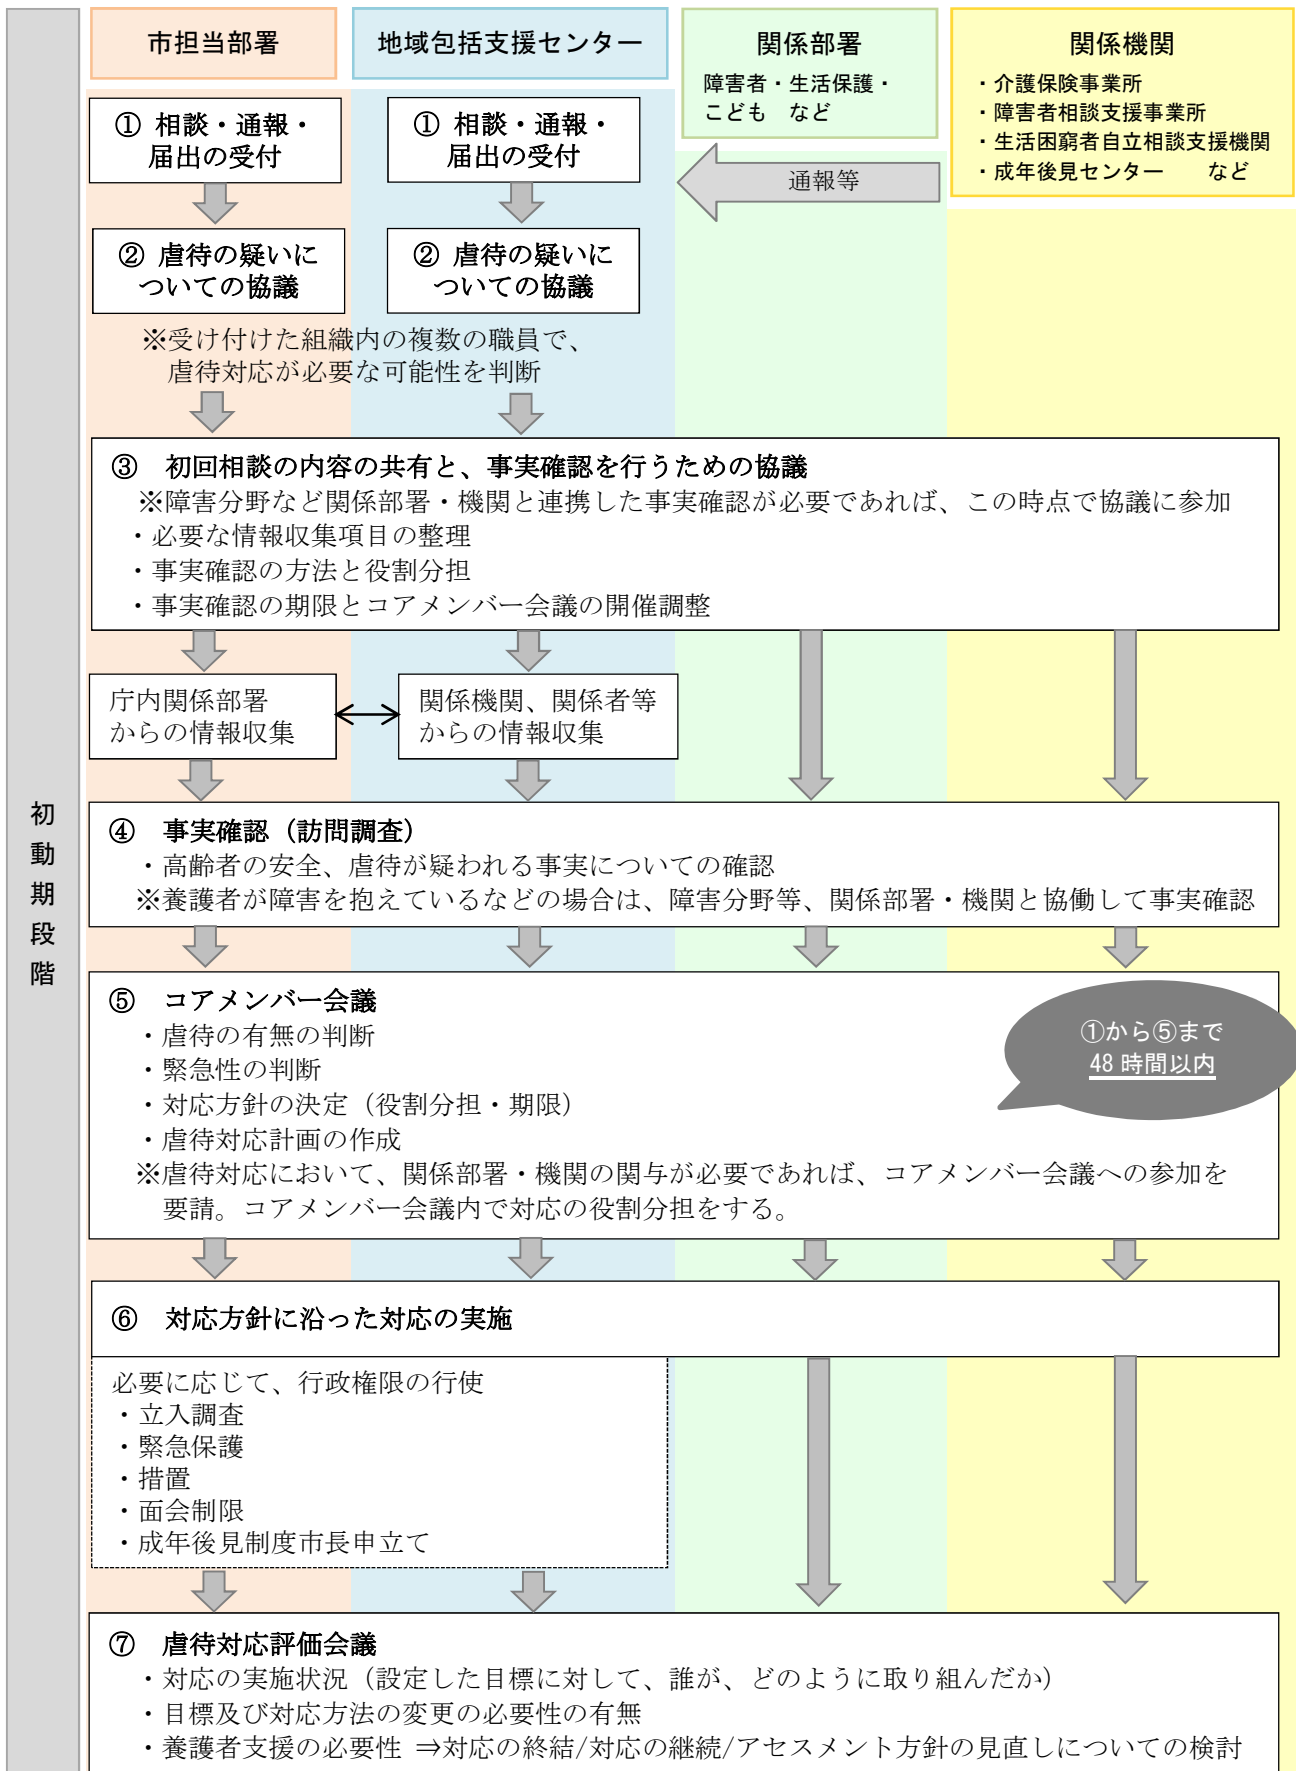 市担当部署
地域包括支援センター
関係部署
障害者・生活保護・
こども　など
関係機関
・介護保険事業所
・障害者相談支援事業所
・生活困窮者自立相談支援機関
・成年後見センター　　など
① 相談・通報・
届出の受付
① 相談・通報・
届出の受付
通報等
② 虐待の疑いに
ついての協議
② 虐待の疑いに
ついての協議
※受け付けた組織内の複数の職員で、
虐待対応が必要な可能性を判断
③　初回相談の内容の共有と、事実確認を行うための協議
※障害分野など関係部署・機関と連携した事実確認が必要であれば、この時点で協議に参加
・必要な情報収集項目の整理
・事実確認の方法と役割分担
・事実確認の期限とコアメンバー会議の開催調整
庁内関係部署
からの情報収集
関係機関、関係者等
からの情報収集
初動期段階
④　事実確認（訪問調査）
・高齢者の安全、虐待が疑われる事実についての確認
※養護者が障害を抱えているなどの場合は、障害分野等、関係部署・機関と協働して事実確認
⑤　コアメンバー会議
・虐待の有無の判断
・緊急性の判断
・対応方針の決定（役割分担・期限）
・虐待対応計画の作成
※虐待対応において、関係部署・機関の関与が必要であれば、コアメンバー会議への参加を
要請。コアメンバー会議内で対応の役割分担をする。
①から⑤まで
48 時間以内
⑥　対応方針に沿った対応の実施
必要に応じて、行政権限の行使
・立入調査
・緊急保護
・措置
・面会制限
・成年後見制度市長申立て
⑦　虐待対応評価会議
・対応の実施状況（設定した目標に対して、誰が、どのように取り組んだか）
・目標及び対応方法の変更の必要性の有無
・養護者支援の必要性 ⇒対応の終結/対応の継続/アセスメント方針の見直しについての検討